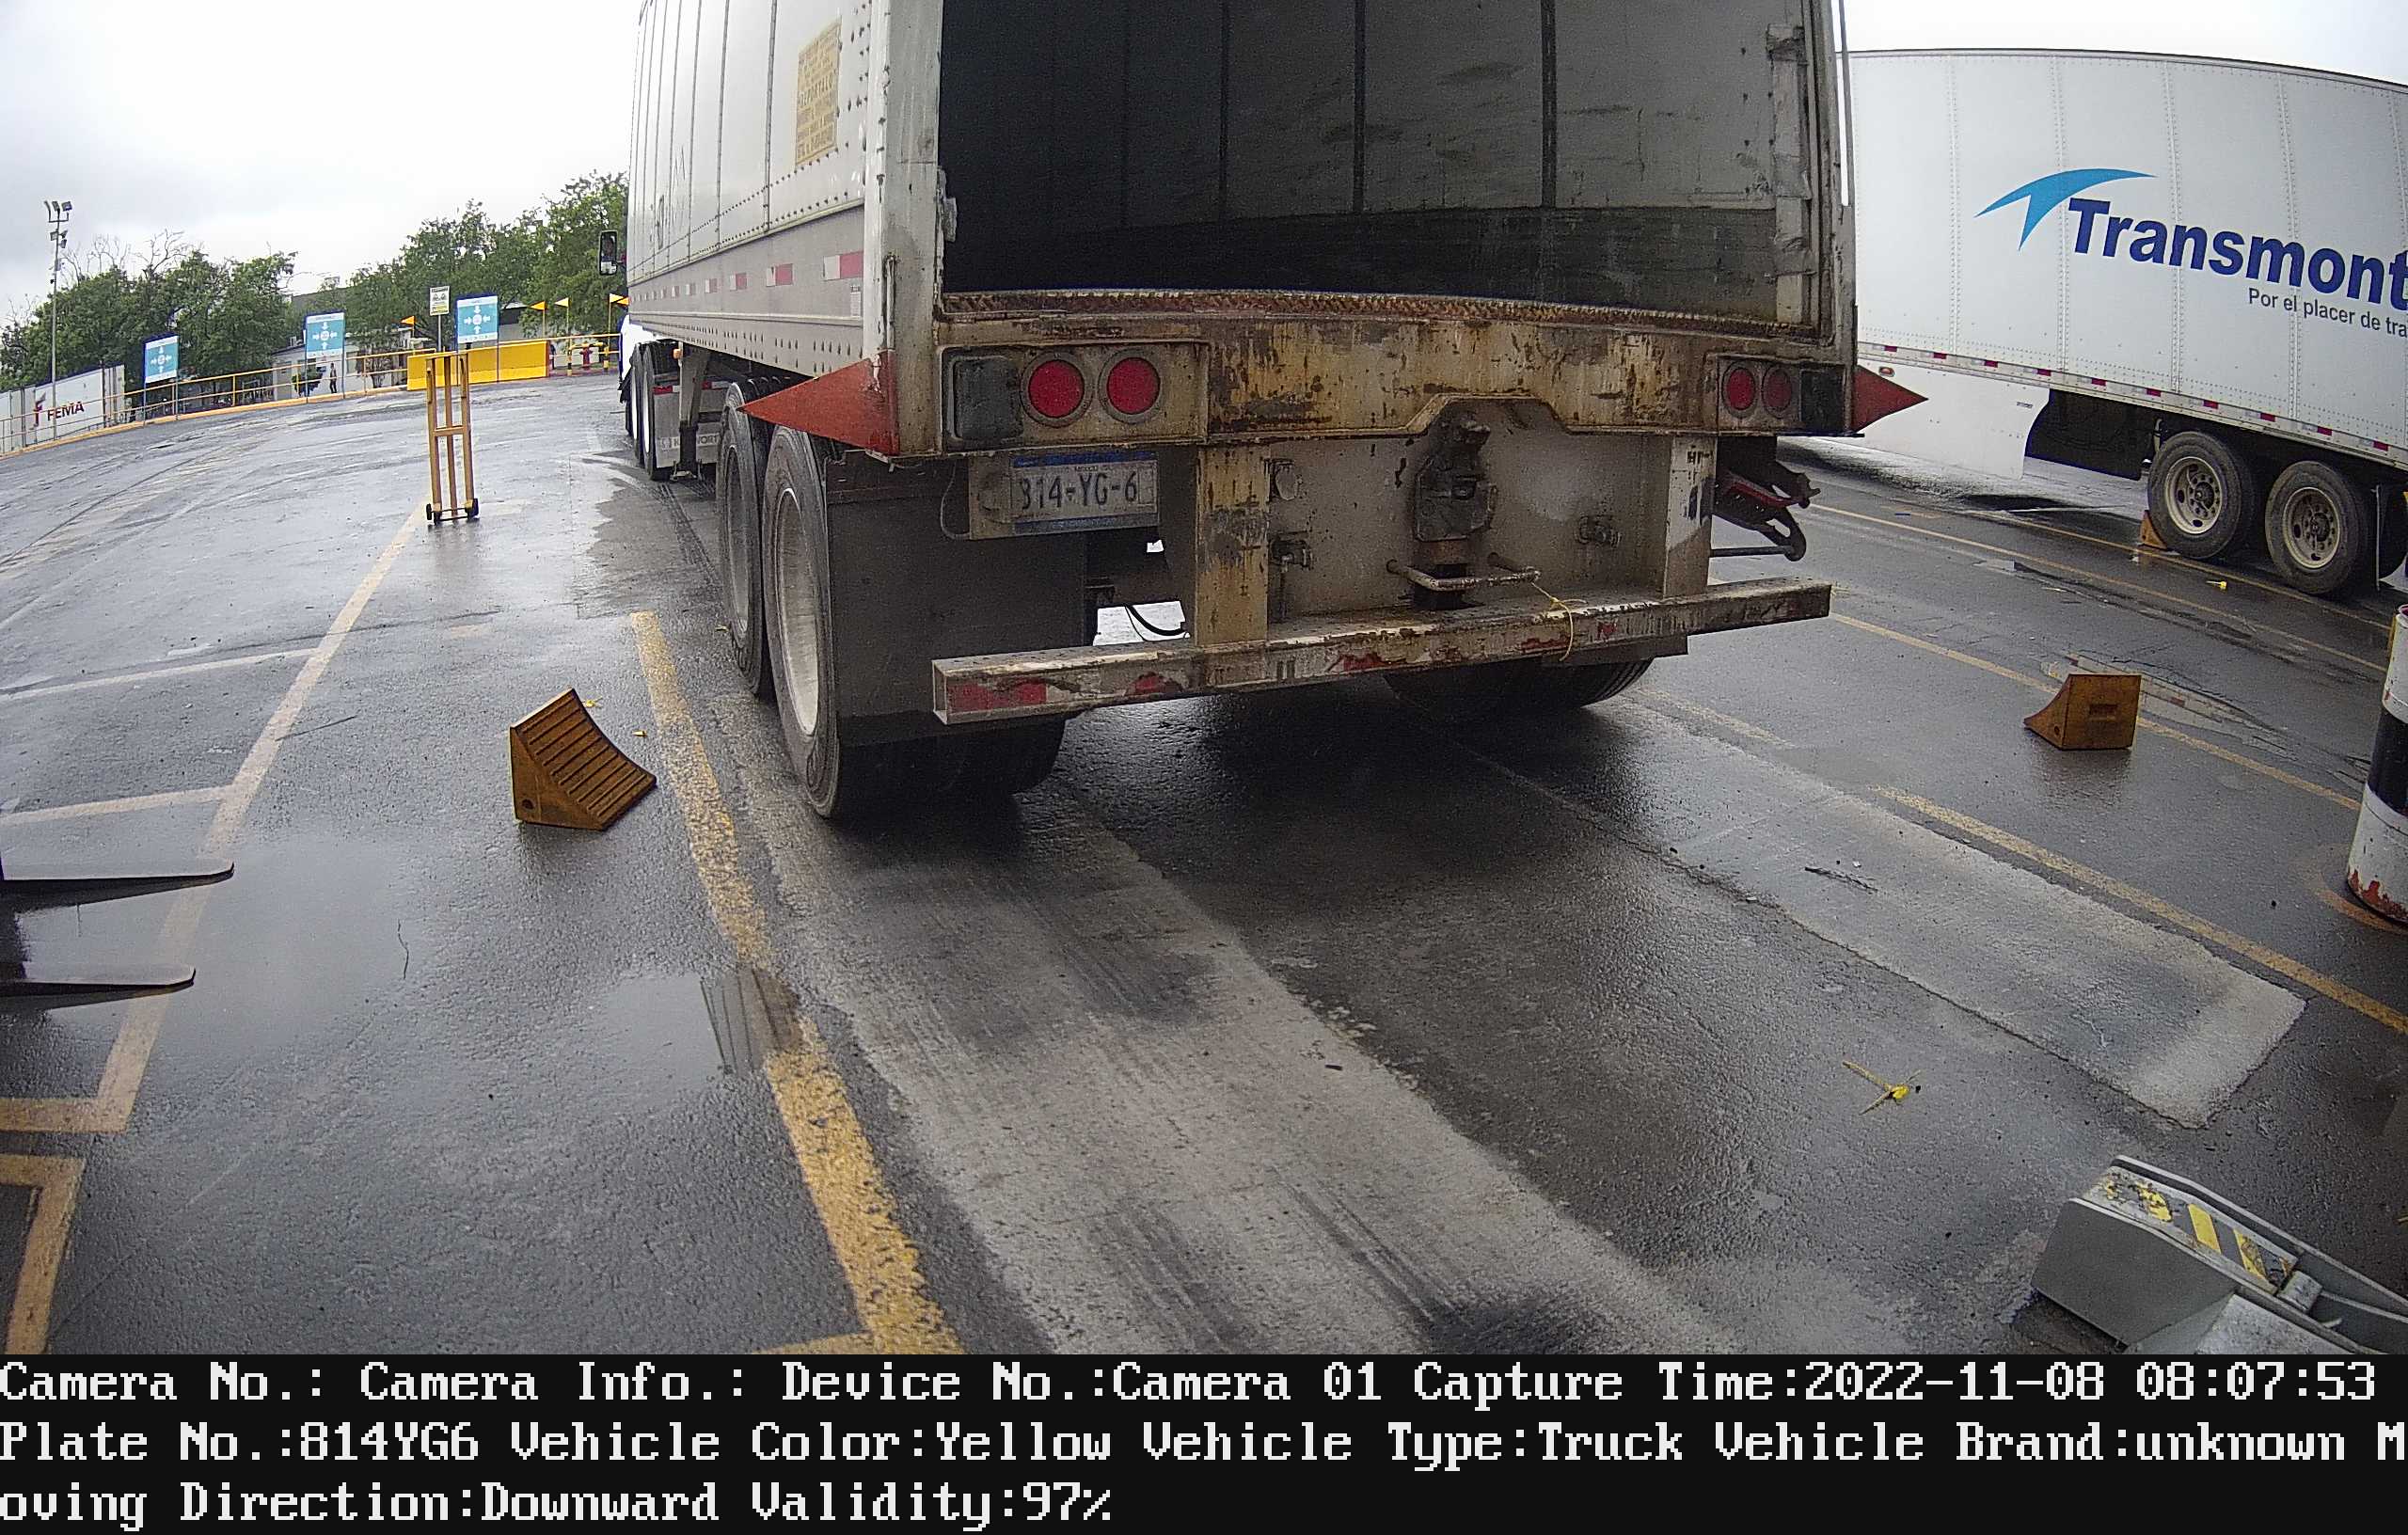 Transmont
Por el placer de tra
FEMA
814-YG-6
Camera No.: Camera Info.: Device No.:Camera 01 Capture Time:2022-11-08 08:07:53
Plate No.:814YG6 Vehicle Color:Yellow Vehicle Type:Truck Vehicle Brand:unknown M
oving Direction:Downward Validity:97%